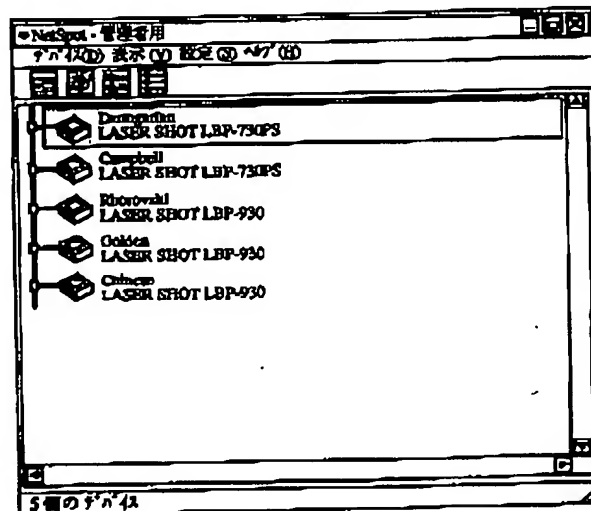 NetSpot - 管理者用
デバイス(D) 表示(V) 設定(S) ヘルプ(H)
LASER SHOT LBP-730PS
Campbell
LASER SHOT LBP-730PS
LASER SHOT LBP-930
Golden
LASER SHOT LBP-930
LASER SHOT LBP-930
5個のデバイス